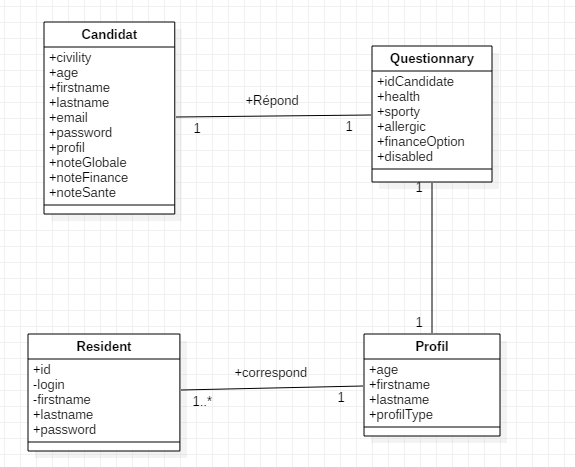 Candidat
+civility
+age
+firstname
+lastname
+email
+password
+profil
+noteGlobale
+noteFinance
+noteSante
+Répond
1
1
Questionnary
+idCandidate
+health
+sporty
+allergic
+financeOption
+disabled
1
1
Resident
+id
-login
-firstname
+lastname
+password
+correspond
1..*
1
Profil
+age
+firstname
+lastname
+profilType